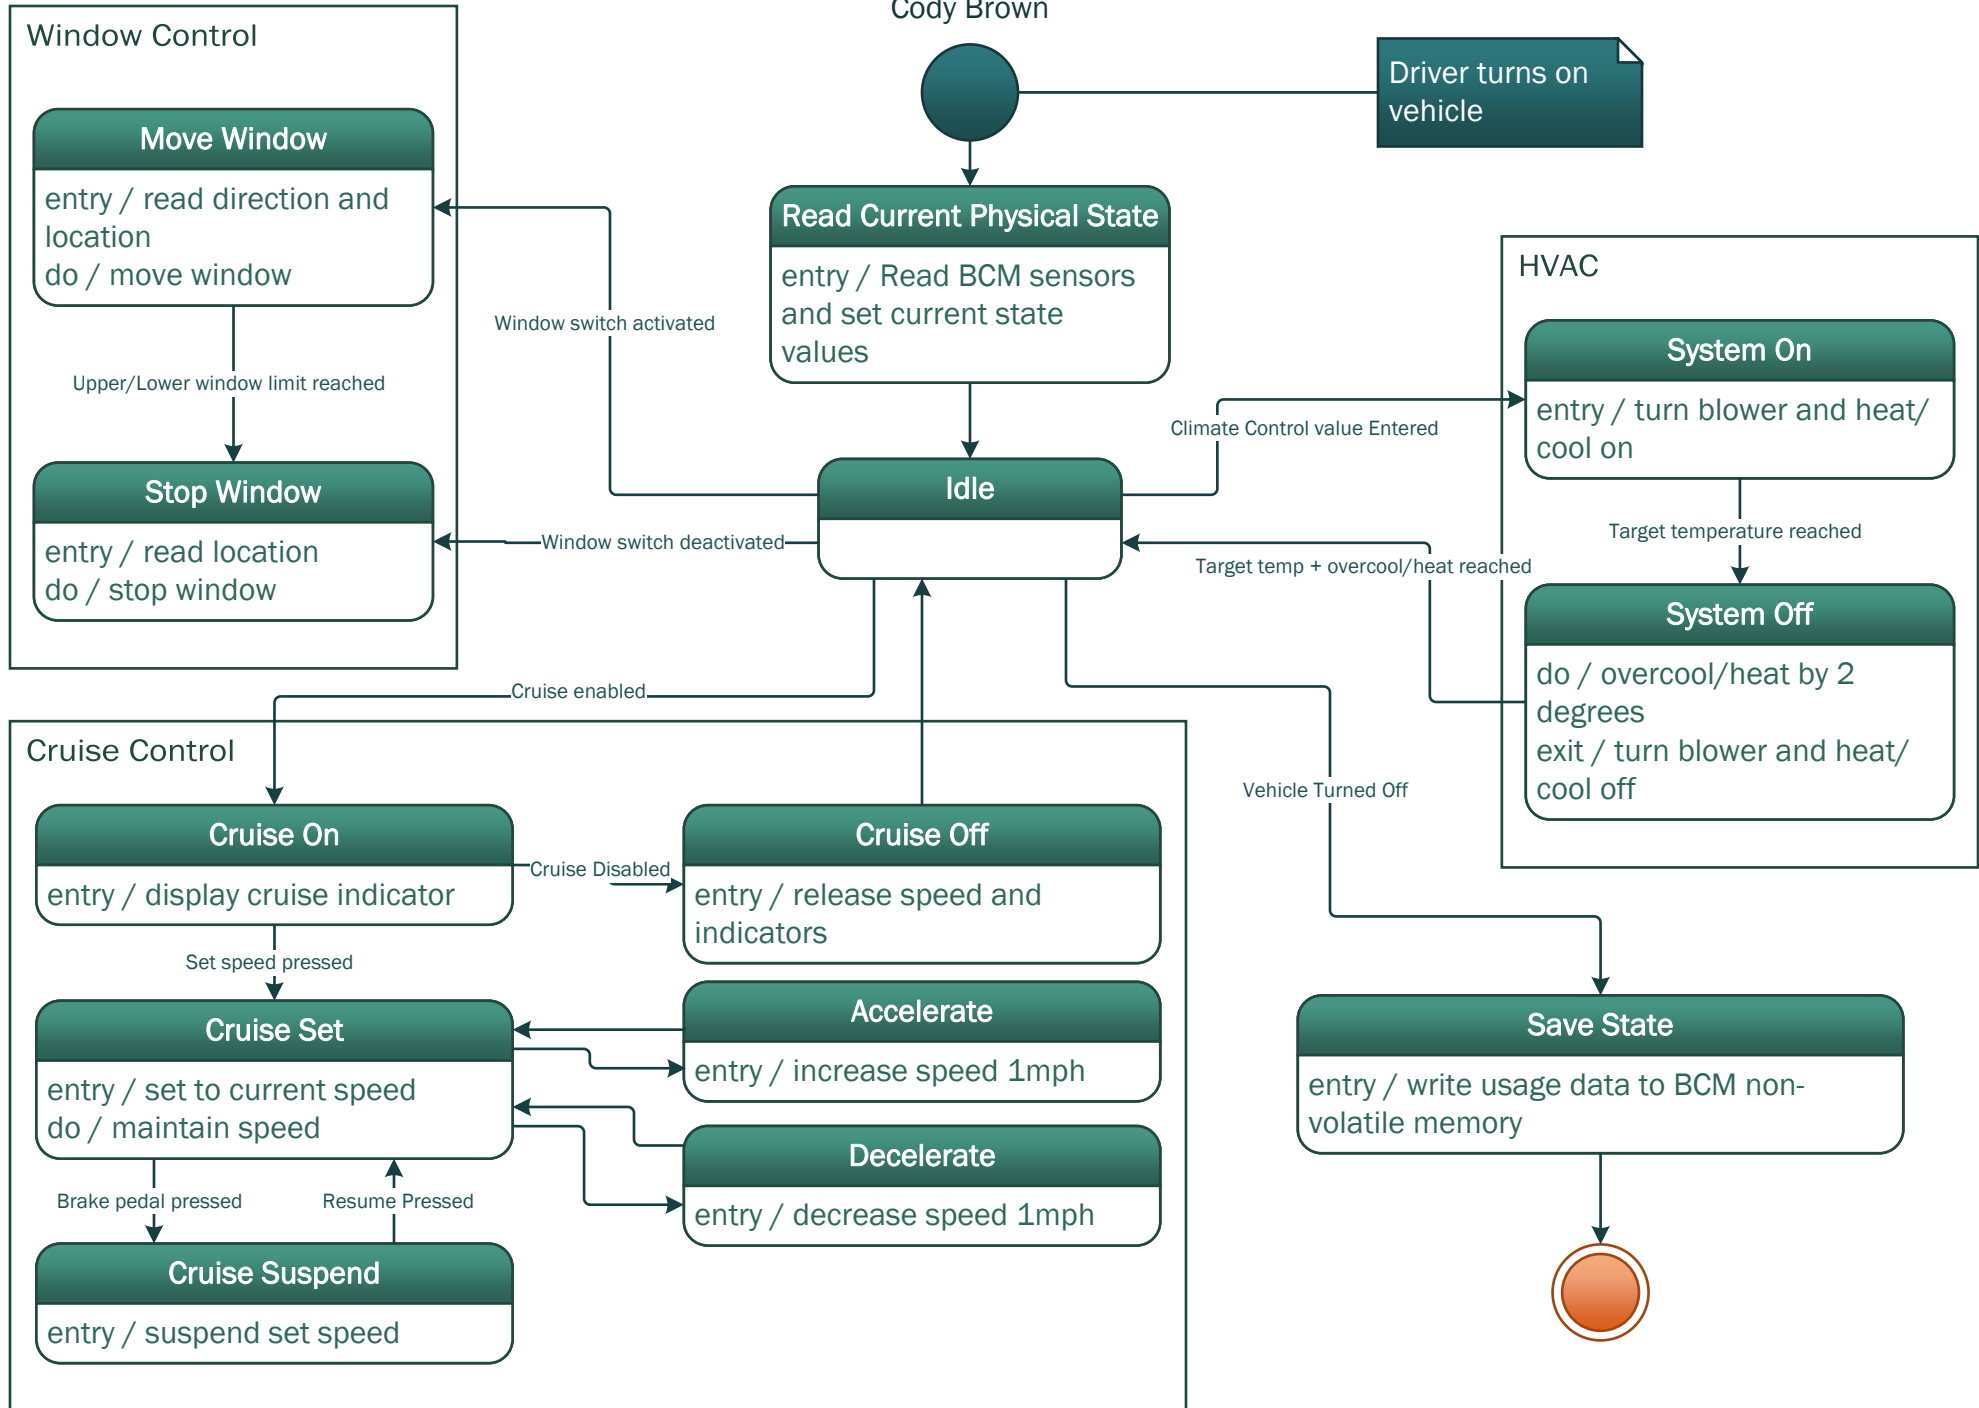 Cody Brown
Window Control
Driver turns on
vehicle
Move Window
entry / read direction and
location
do / move window
Read Current Physical State
entry / Read BCM sensors
and set current state
values
HVAC
Window switch activated
System On
entry / turn blower and heat/
cool on
Upper/Lower window limit reached
Climate Control value Entered
Stop Window
entry / read location
do / stop window
Idle
Window switch deactivated
Target temperature reached
Target temp + overcool/heat reached
System Off
do / overcool/heat by 2
degrees
exit / turn blower and heat/
cool off
Cruise enabled
Cruise Control
Vehicle Turned Off
Cruise On
entry / display cruise indicator
Cruise Disabled
Cruise Off
entry / release speed and
indicators
Set speed pressed
Cruise Set
entry / set to current speed
do / maintain speed
Accelerate
entry / increase speed 1mph
Save State
entry / write usage data to BCM non-
volatile memory
Decelerate
entry / decrease speed 1mph
Brake pedal pressed
Resume Pressed
Cruise Suspend
entry / suspend set speed